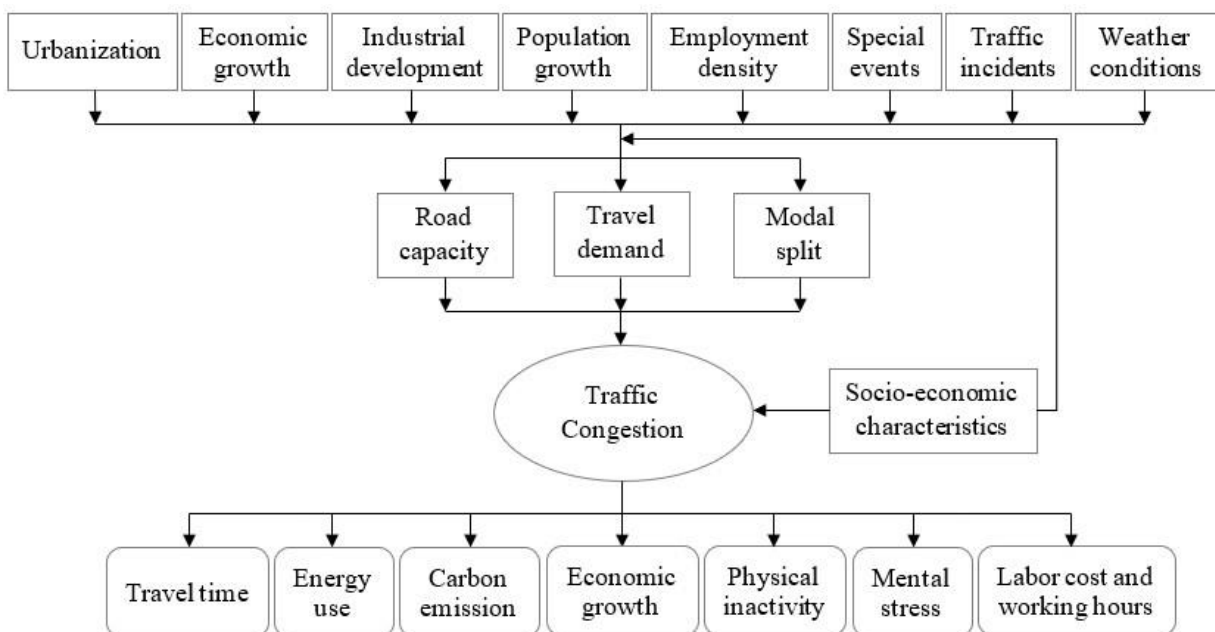 Urbanization
Economic
growth
Industrial
development
Population
growth
Employment
density
Special
events
Traffic
incidents
Weather
conditions
Road
capacity
Travel
demand
Modal
split
Traffic
Congestion
Socio-economic
characteristics
Travel time
Energy
use
Carbon
emission
Economic
growth
Physical
inactivity
Mental
stress
Labor cost and
working hours